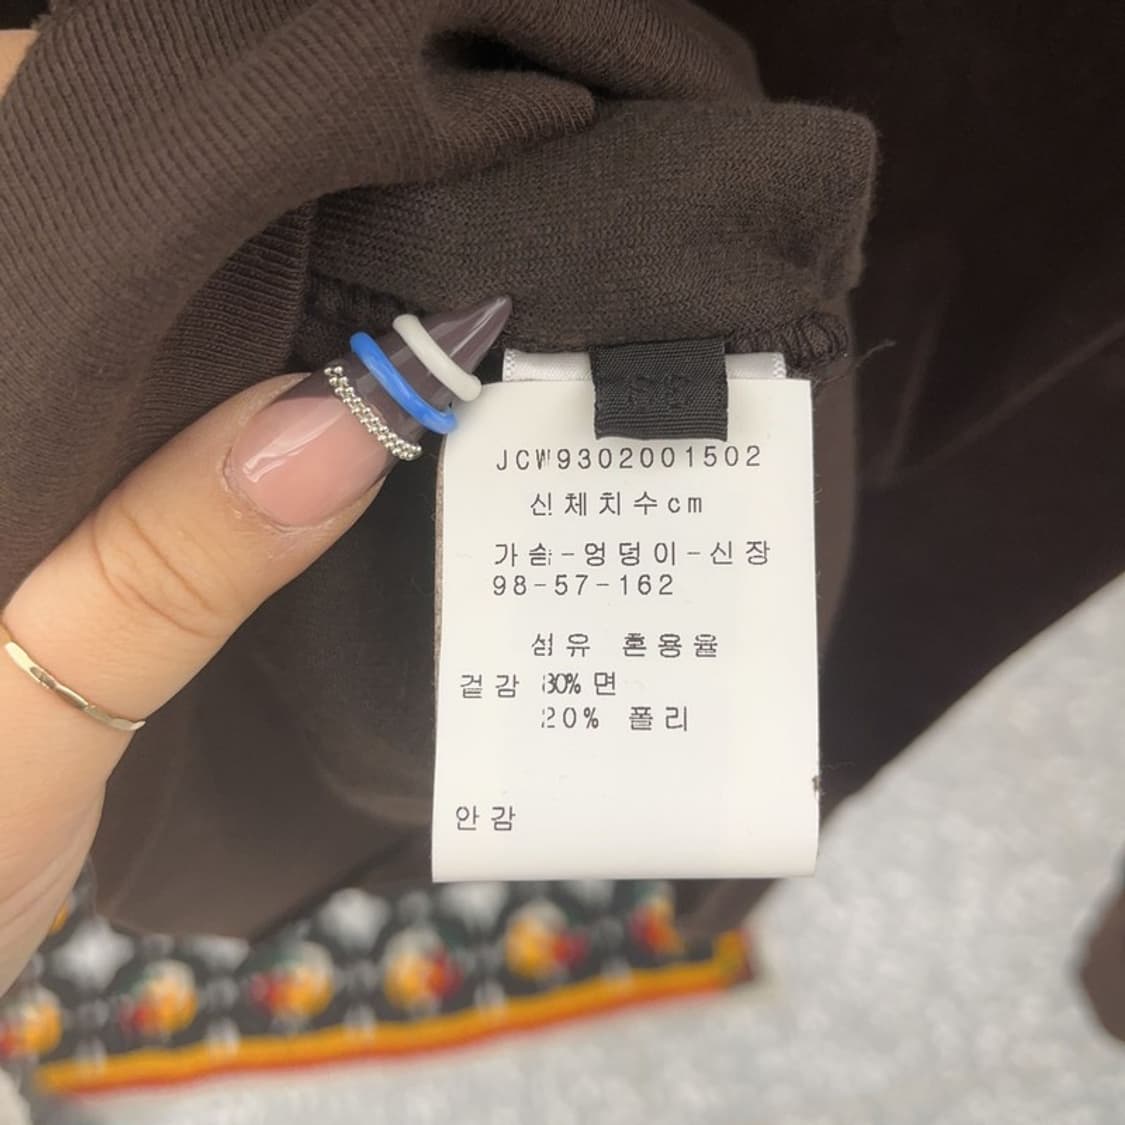 JCW9302001502
신체치수cm
가슴-엉덩이-신장
98-57-162
섬유 혼용율
겉감 80% 면
20% 폴리
안감